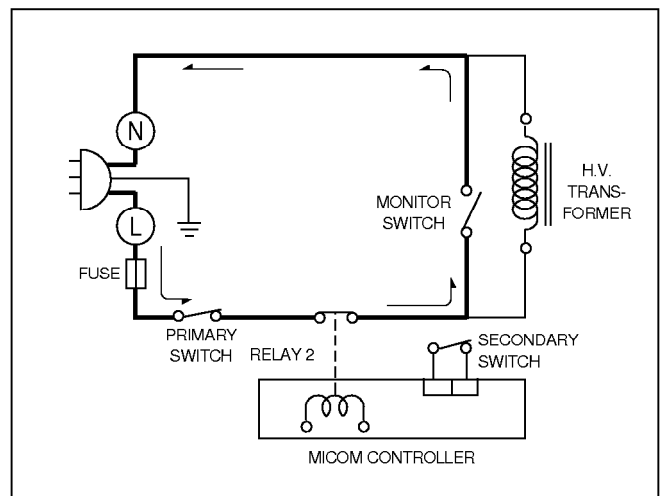 N
H.V.
TRANS-
FORMER
MONITOR
SWITCH
L
FUSE
PRIMARY
SWITCH
RELAY 2
SECONDARY
SWITCH
MICOM CONTROLLER